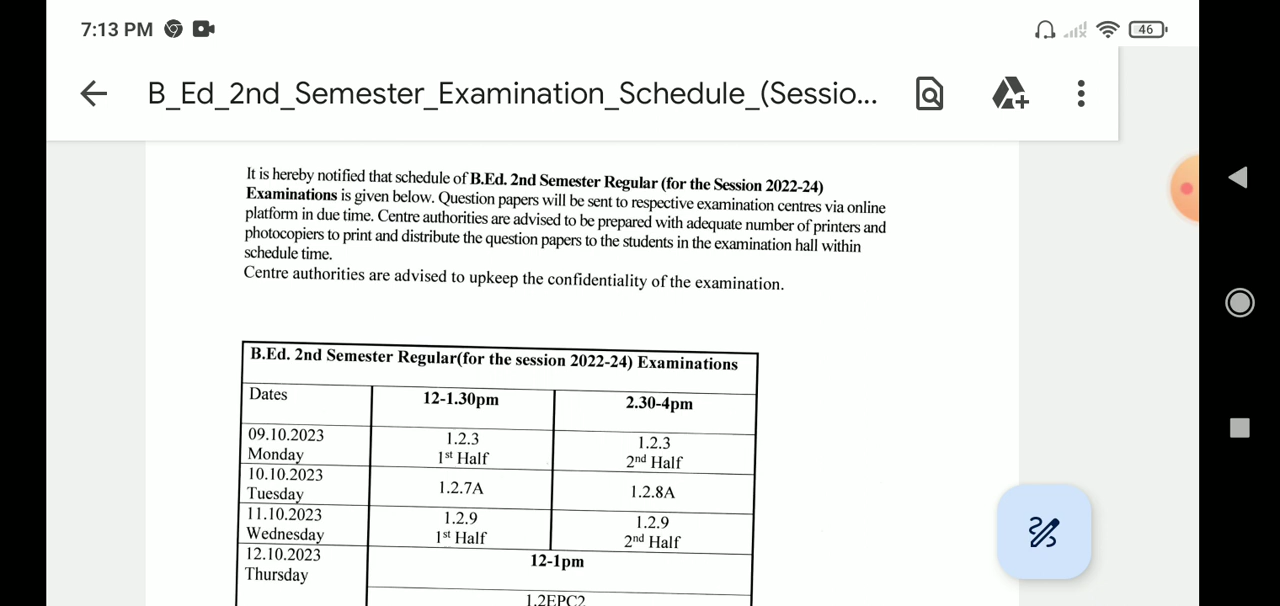 7:13 PM
46
B_Ed_2nd_Semester_Examination_Schedule_(Sessio...
It is hereby notified that schedule of B.Ed. 2nd Semester Regular (for the Session 2022-24)
Examinations is given below. Question papers will be sent to respective examination centres via online
platform in due time. Centre authorities are advised to be prepared with adequate number of printers and
photocopiers to print and distribute the question papers to the students in the examination hall within
schedule time.
Centre authorities are advised to upkeep the confidentiality of the examination.
B.Ed. 2nd Semester Regular(for the session 2022-24) Examinations
Dates 12-1.30pm 2.30-4pm
09.10.2023 1.2.3 1.2.3
Monday 1st Half 2nd Half
10.10.2023
Tuesday 1.2.7A 1.2.8A
11.10.2023 1.2.9 1.2.9
Wednesday 1st Half 2nd Half
12.10.2023 12-1pm
Thursday
1.2EPC2